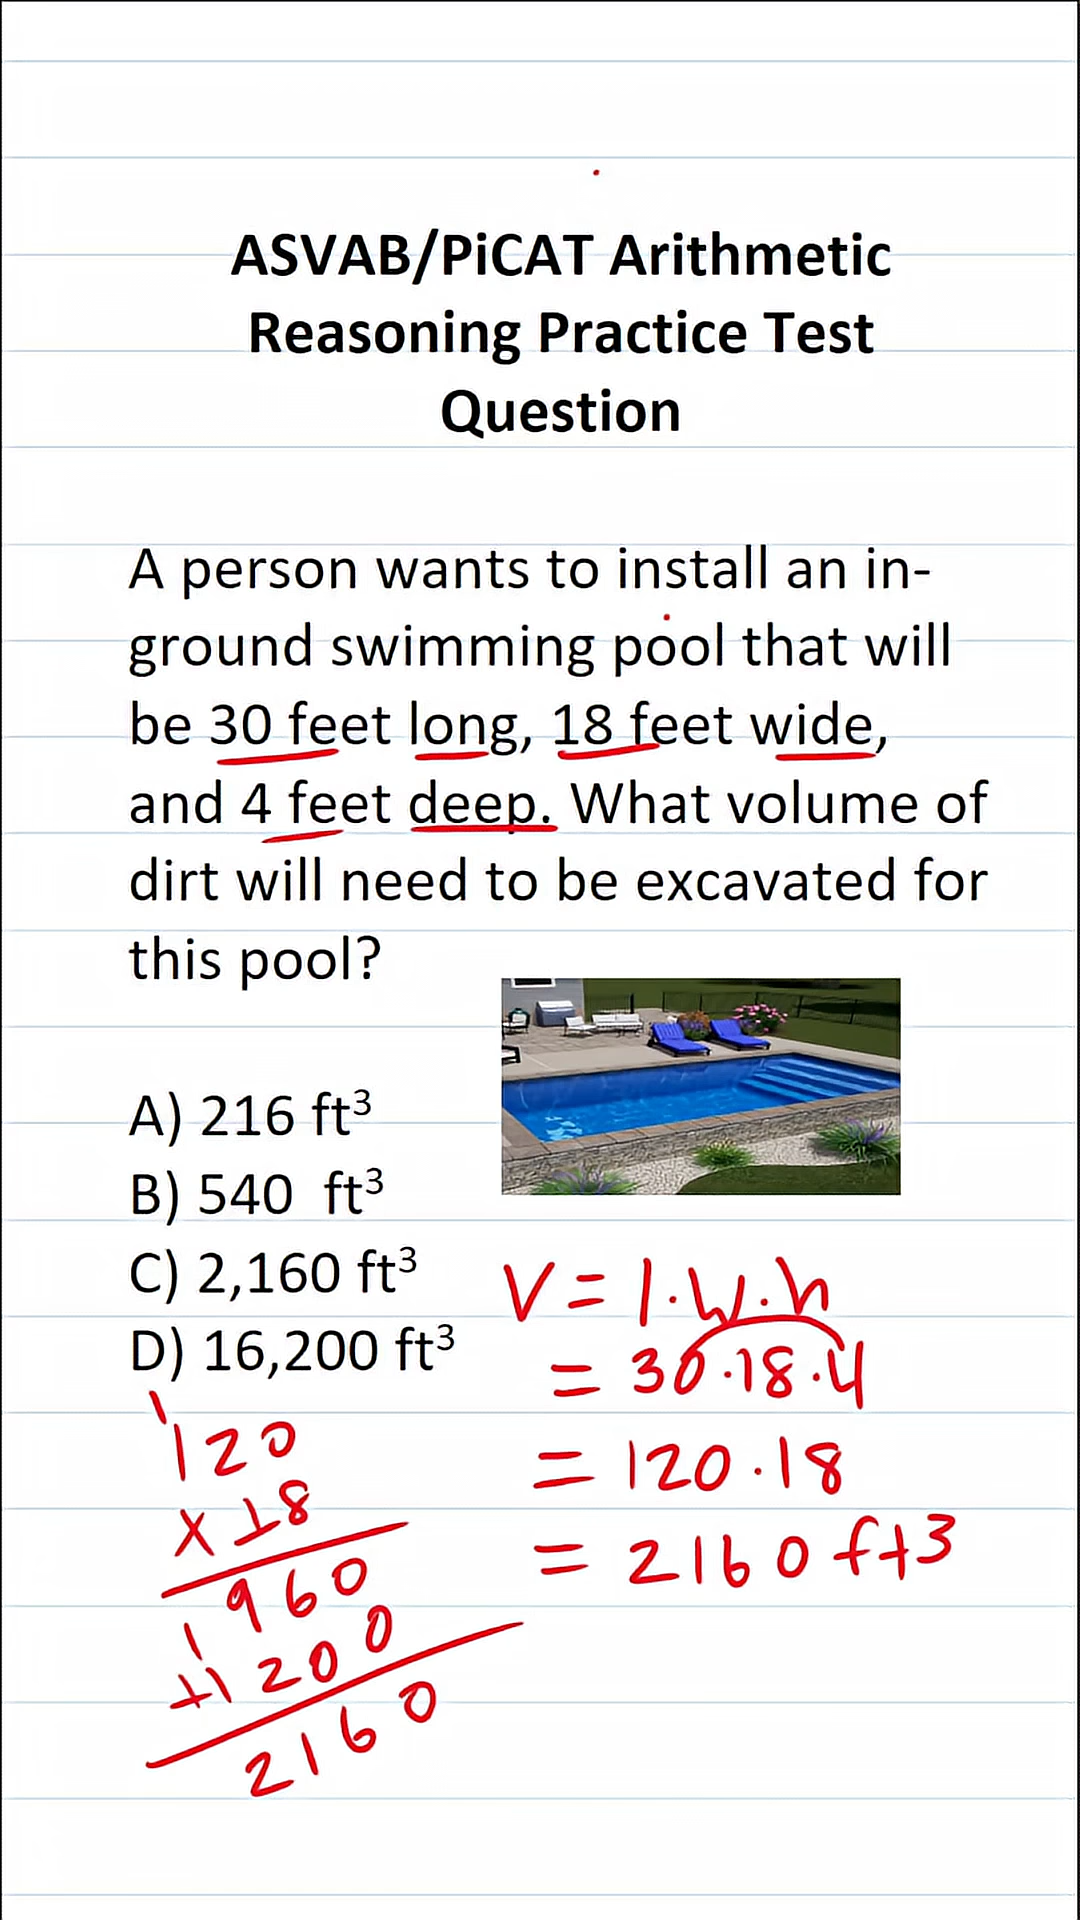 ASVAB/PiCAT Arithmetic
Reasoning Practice Test
Question
A person wants to install an in-
ground swimming pool that will
be 30 feet long, 18 feet wide,
and 4 feet deep. What volume of
dirt will need to be excavated for
this pool?
A) 216 ft³
B) 540 ft³
C) 2,160 ft³
D) 16,200 ft³
V = l·w·h
= 30·18·4
= 120·18
= 2160 ft3
1
120
x 18
960
1
+1200
2160